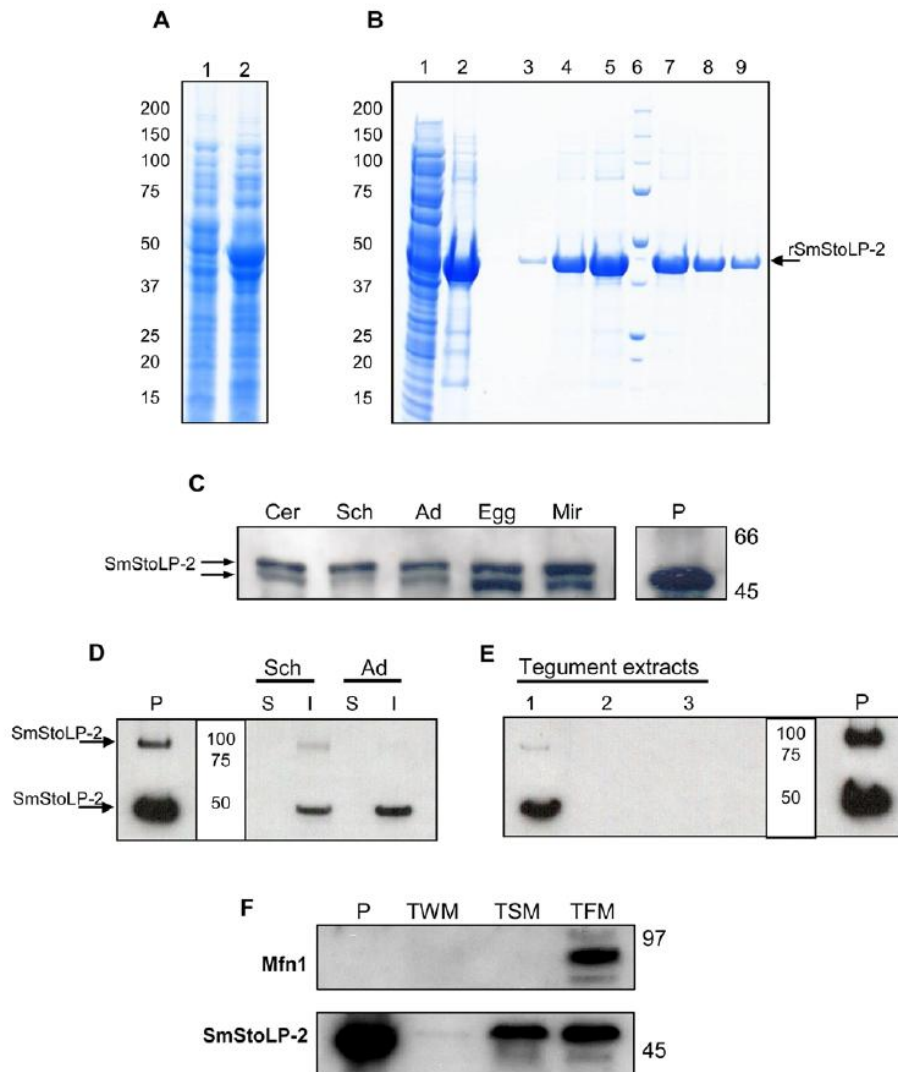 A
B
1 2
1 2 3 4 5 6 7 8 9
200
150
100
75
50
37
25
20
15
200
150
100
75
50
37
25
20
15
rSmStoLP-2
C
Cer Sch Ad Egg Mir
P
SmStoLP-2
66
45
D
Sch Ad
P S I S I
SmStoLP-2
SmStoLP-2
100
75
50
E
Tegument extracts
1 2 3
P
100
75
50
F
P TWM TSM TFM
Mfn1
97
SmStoLP-2
45